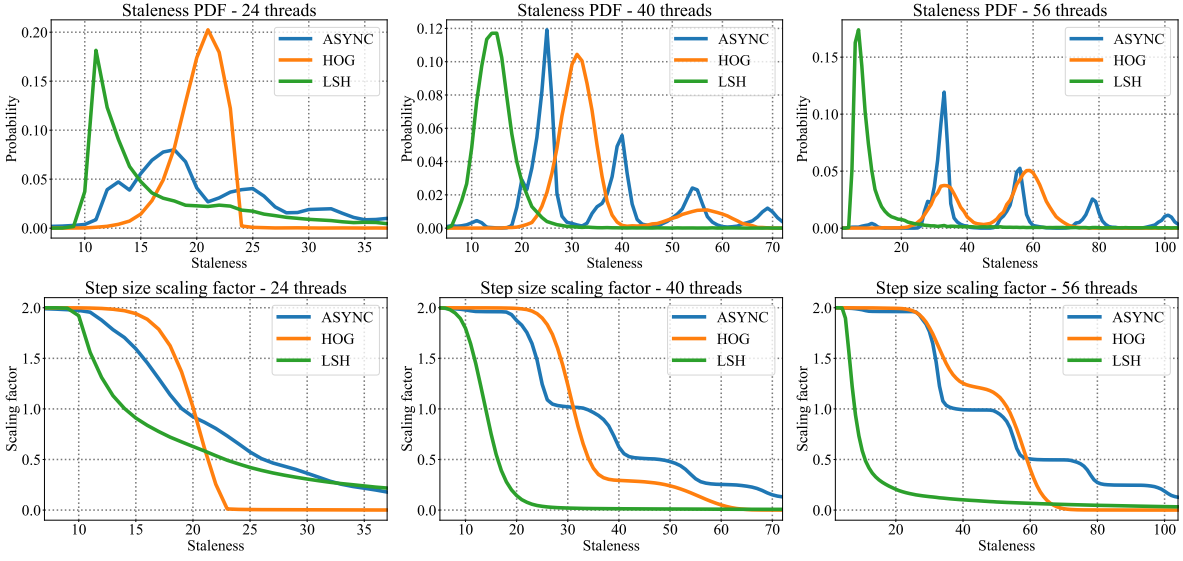 Staleness PDF - 24 threads
0.20
0.15
0.10
0.05
0.00
Probability
10 15 20 25 30 35
Staleness
ASYNC
HOG
LSH
Staleness PDF - 40 threads
0.12
0.10
0.08
0.06
0.04
0.02
0.00
Probability
10 20 30 40 50 60 70
Staleness
ASYNC
HOG
LSH
Staleness PDF - 56 threads
0.15
0.10
0.05
0.00
Probability
20 40 60 80 100
Staleness
ASYNC
HOG
LSH
Step size scaling factor - 24 threads
2.0
1.5
1.0
0.5
0.0
Scaling factor
10 15 20 25 30 35
Staleness
ASYNC
HOG
LSH
Step size scaling factor - 40 threads
2.0
1.5
1.0
0.5
0.0
Scaling factor
10 20 30 40 50 60 70
Staleness
ASYNC
HOG
LSH
Step size scaling factor - 56 threads
2.0
1.5
1.0
0.5
0.0
Scaling factor
20 40 60 80 100
Staleness
ASYNC
HOG
LSH